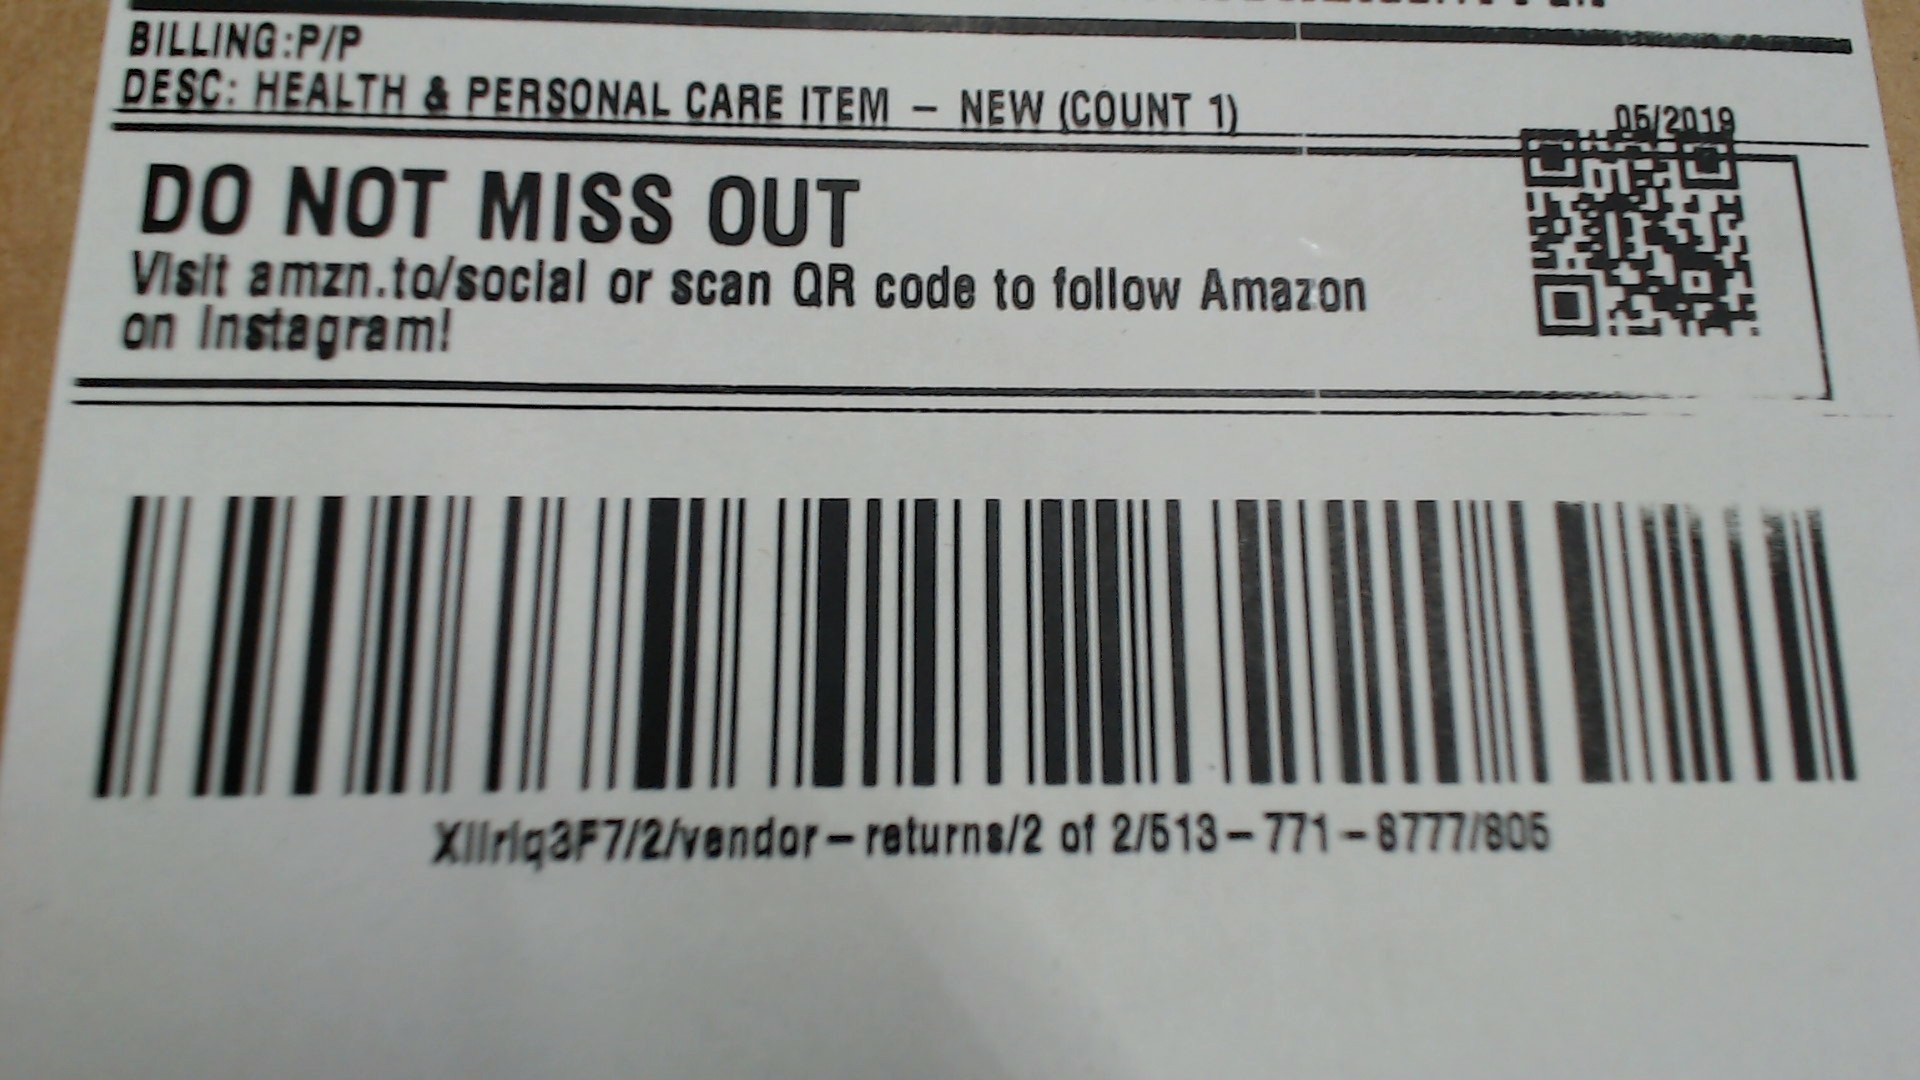 BILLING:P/P
DESC: HEALTH & PERSONAL CARE ITEM – NEW (COUNT 1)
05/2019
DO NOT MISS OUT
Visit amzn.to/social or scan QR code to follow Amazon
on Instagram!
/2/vendor–returns/2 of 2/513–771–8777/805